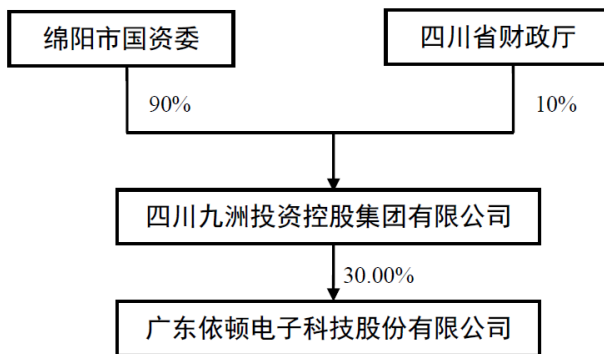 绵阳市国资委
四川省财政厅
90%
10%
四川九洲投资控股集团有限公司
30.00%
广东依顿电子科技股份有限公司